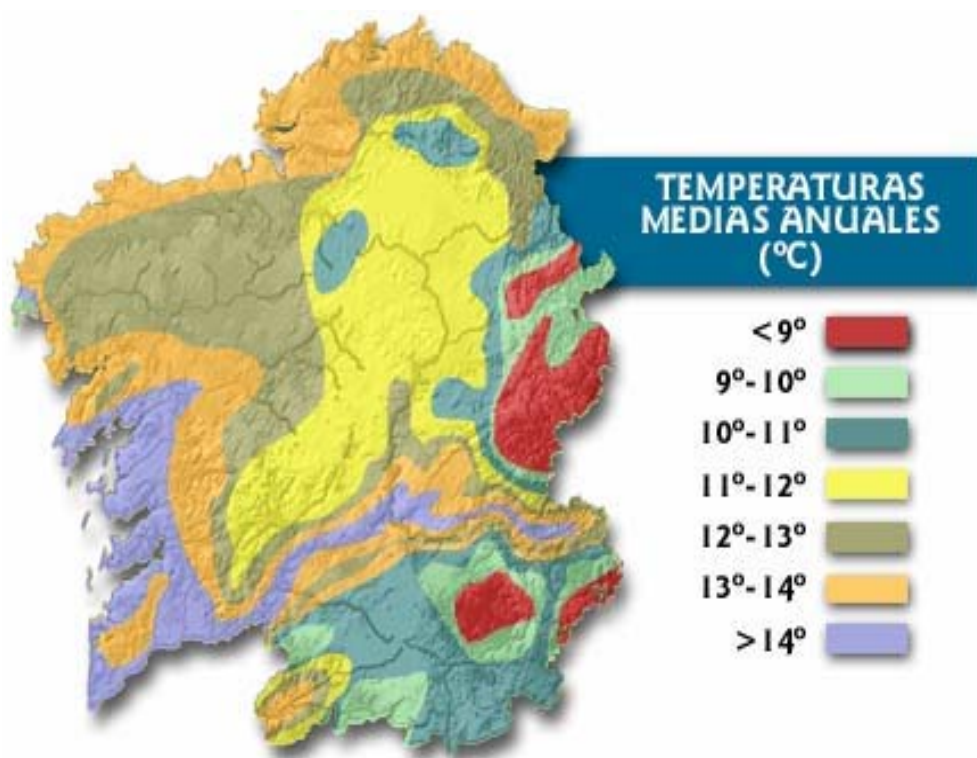 TEMPERATURAS
MEDIAS ANUALES
(ºC)
<9º
9º-10º
10º-11º
11º-12º
12º-13º
13º-14º
>14º